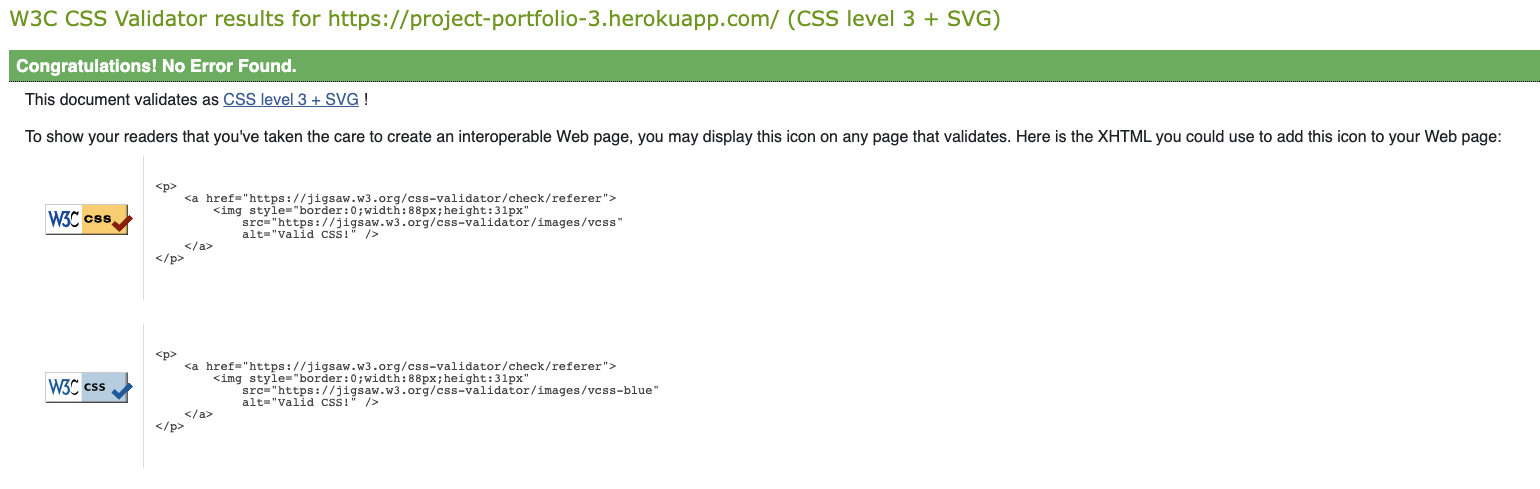 W3C CSS Validator results for https://project-portfolio-3.herokuapp.com/ (CSS level 3 + SVG)
Congratulations! No Error Found.
This document validates as CSS level 3 + SVG !
To show your readers that you've taken the care to create an interoperable Web page, you may display this icon on any page that validates. Here is the XHTML you could use to add this icon to your Web page:
W3C css
<p>
    <a href="https://jigsaw.w3.org/css-validator/check/referer">
        <img style="border:0;width:88px;height:31px"
            src="https://jigsaw.w3.org/css-validator/images/vcss"
            alt="Valid CSS!" />
    </a>
</p>
W3C css
<p>
    <a href="https://jigsaw.w3.org/css-validator/check/referer">
        <img style="border:0;width:88px;height:31px"
            src="https://jigsaw.w3.org/css-validator/images/vcss-blue"
            alt="Valid CSS!" />
    </a>
</p>